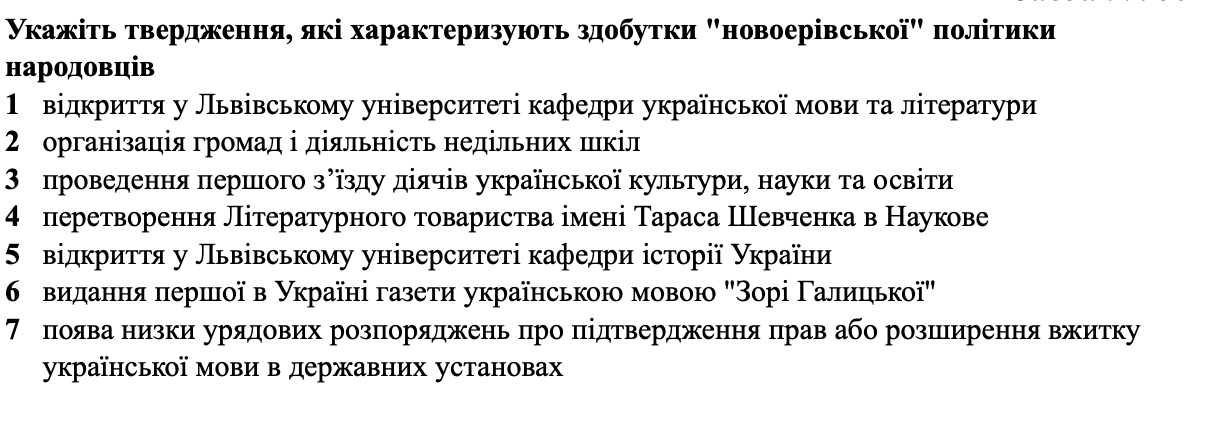 Укажіть твердження, які характеризують здобутки "новоерівської" політики
народовців
1 відкриття у Львівському університеті кафедри української мови та літератури
2 організація громад і діяльність недільних шкіл
3 проведення першого з’їзду діячів української культури, науки та освіти
4 перетворення Літературного товариства імені Тараса Шевченка в Наукове
5 відкриття у Львівському університеті кафедри історії України
6 видання першої в Україні газети українською мовою "Зорі Галицької"
7 поява низки урядових розпоряджень про підтвердження прав або розширення вжитку
української мови в державних установах